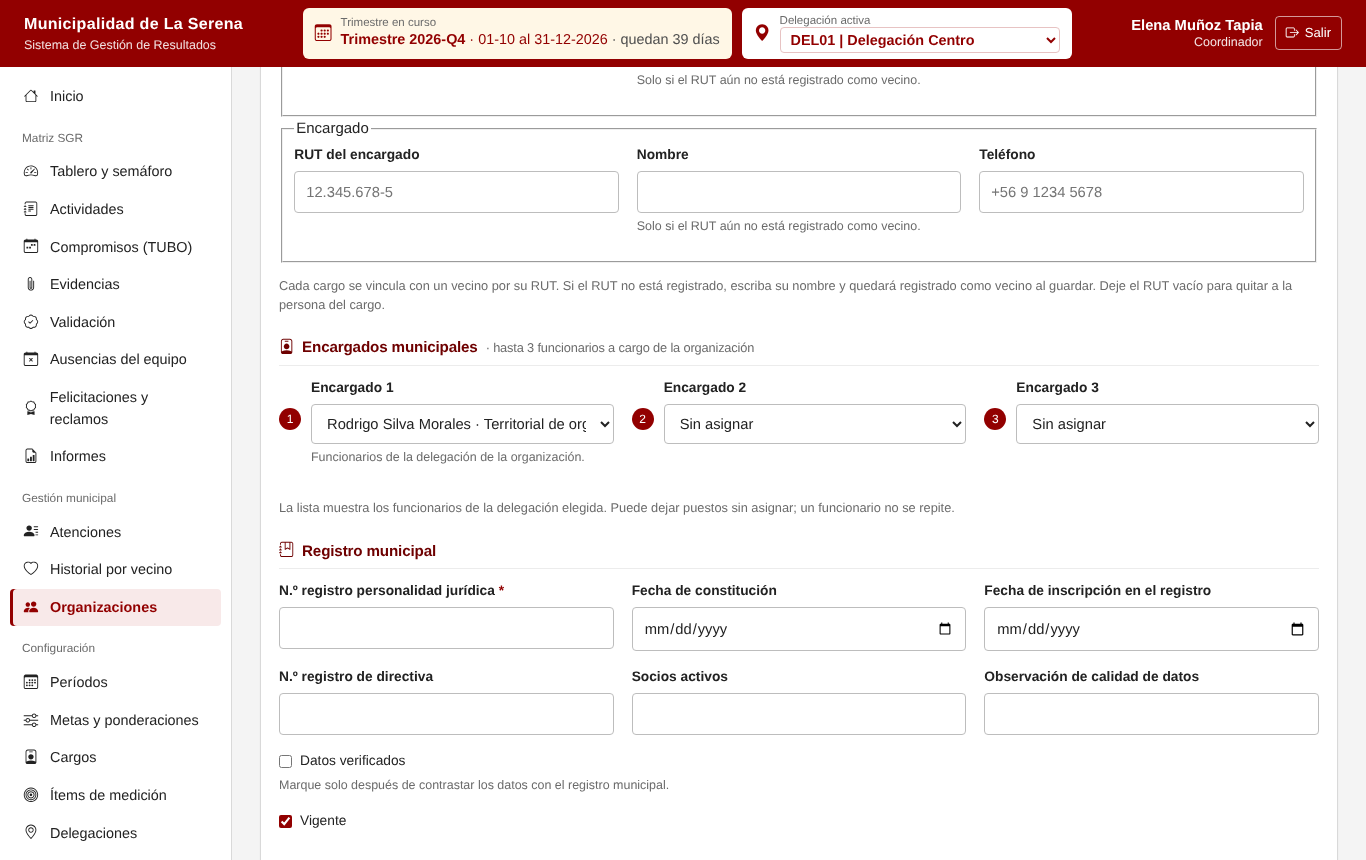 Municipalidad de La Serena
Sistema de Gestión de Resultados
Trimestre en curso
Trimestre 2026-Q4 · 01-10 al 31-12-2026 · quedan 39 días
Delegación activa
DEL01 | Delegación Centro
Elena Muñoz Tapia
Coordinador
Salir
Inicio
Matriz SGR
Tablero y semáforo
Actividades
Compromisos (TUBO)
Evidencias
Validación
Ausencias del equipo
Felicitaciones y
reclamos
Informes
Gestión municipal
Atenciones
Historial por vecino
Organizaciones
Configuración
Períodos
Metas y ponderaciones
Cargos
Ítems de medición
Delegaciones
Solo si el RUT aún no está registrado como vecino.
Encargado
RUT del encargado
Nombre
Teléfono
12.345.678-5
+56 9 1234 5678
Solo si el RUT aún no está registrado como vecino.
Cada cargo se vincula con un vecino por su RUT. Si el RUT no está registrado, escriba su nombre y quedará registrado como vecino al guardar. Deje el RUT vacío para quitar a la
persona del cargo.
Encargados municipales · hasta 3 funcionarios a cargo de la organización
Encargado 1
Encargado 2
Encargado 3
1
Rodrigo Silva Morales · Territorial de org
2
Sin asignar
3
Sin asignar
Funcionarios de la delegación de la organización.
La lista muestra los funcionarios de la delegación elegida. Puede dejar puestos sin asignar; un funcionario no se repite.
Registro municipal
N.º registro personalidad jurídica *
Fecha de constitución
Fecha de inscripción en el registro
mm/dd/yyyy
mm/dd/yyyy
N.º registro de directiva
Socios activos
Observación de calidad de datos
Datos verificados
Marque solo después de contrastar los datos con el registro municipal.
Vigente